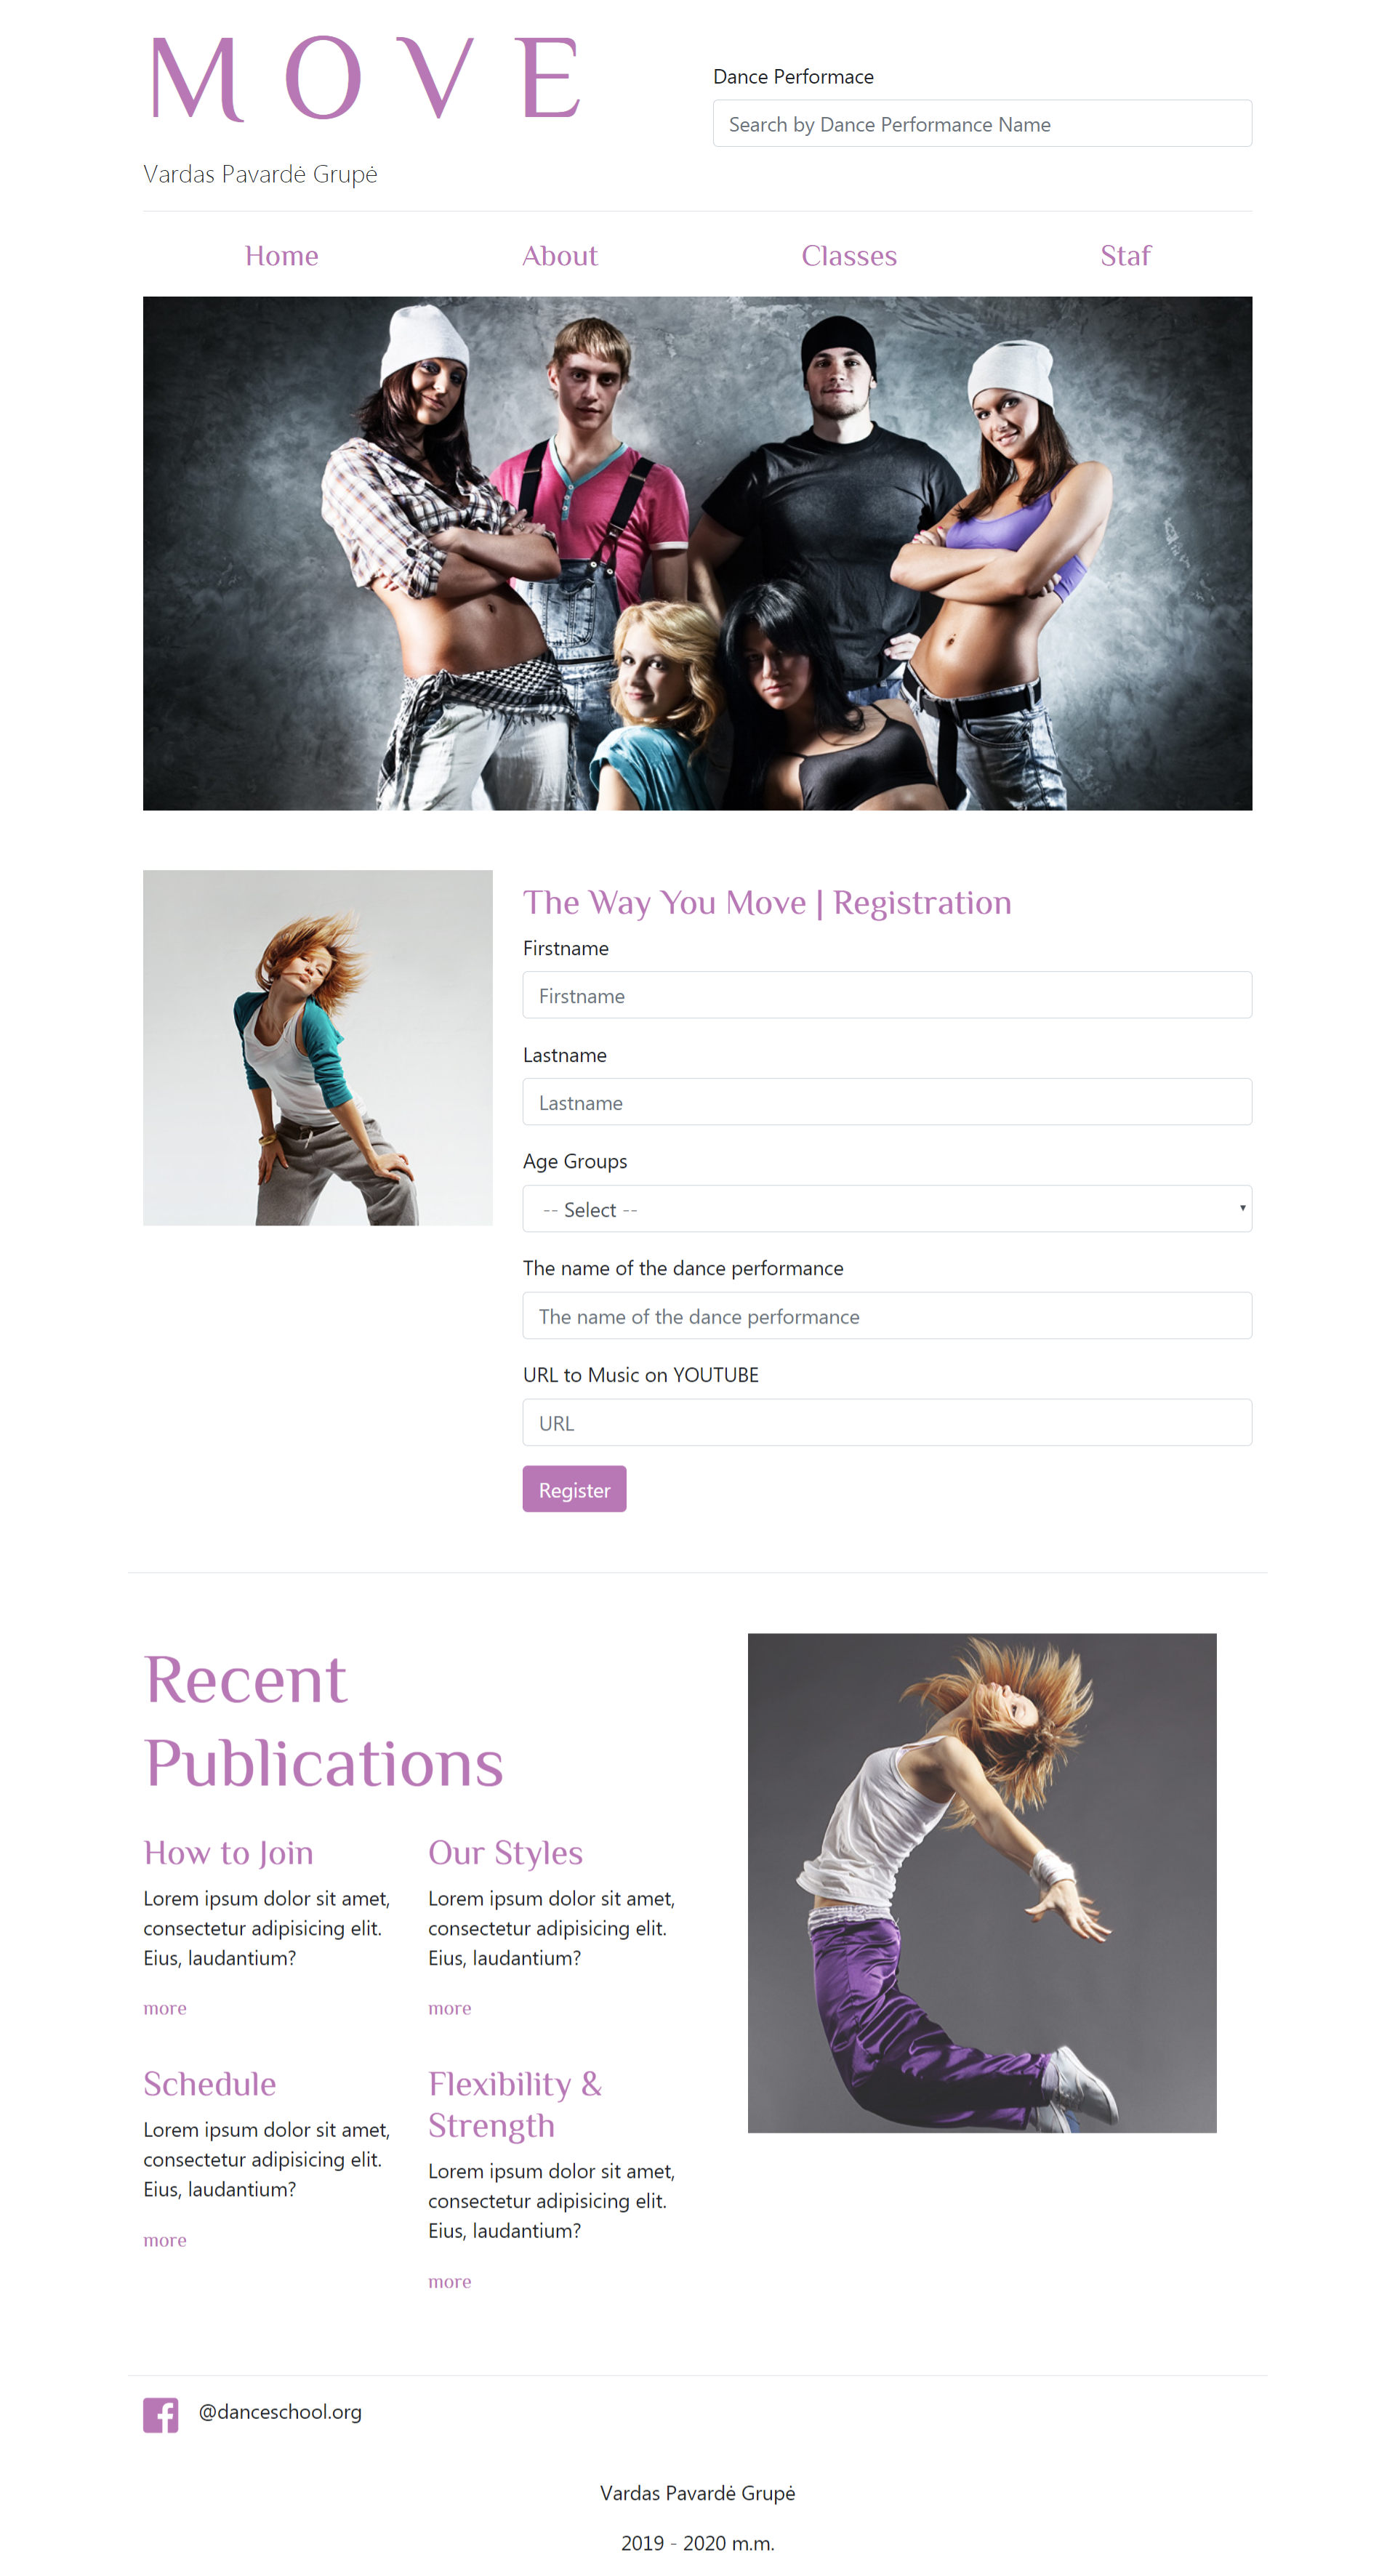 MOVE
Vardas Pavardė Grupė
Dance Performace
Search by Dance Performance Name
Home
About
Classes
Staf
The Way You Move | Registration
Firstname
Firstname
Lastname
Lastname
Age Groups
-- Select --
The name of the dance performance
The name of the dance performance
URL to Music on YOUTUBE
URL
Register
Recent
Publications
How to Join
Lorem ipsum dolor sit amet,
consectetur adipisicing elit.
Eius, laudantium?
more
Our Styles
Lorem ipsum dolor sit amet,
consectetur adipisicing elit.
Eius, laudantium?
more
Schedule
Lorem ipsum dolor sit amet,
consectetur adipisicing elit.
Eius, laudantium?
more
Flexibility &
Strength
Lorem ipsum dolor sit amet,
consectetur adipisicing elit.
Eius, laudantium?
more
@danceschool.org
Vardas Pavardė Grupė
2019 - 2020 m.m.